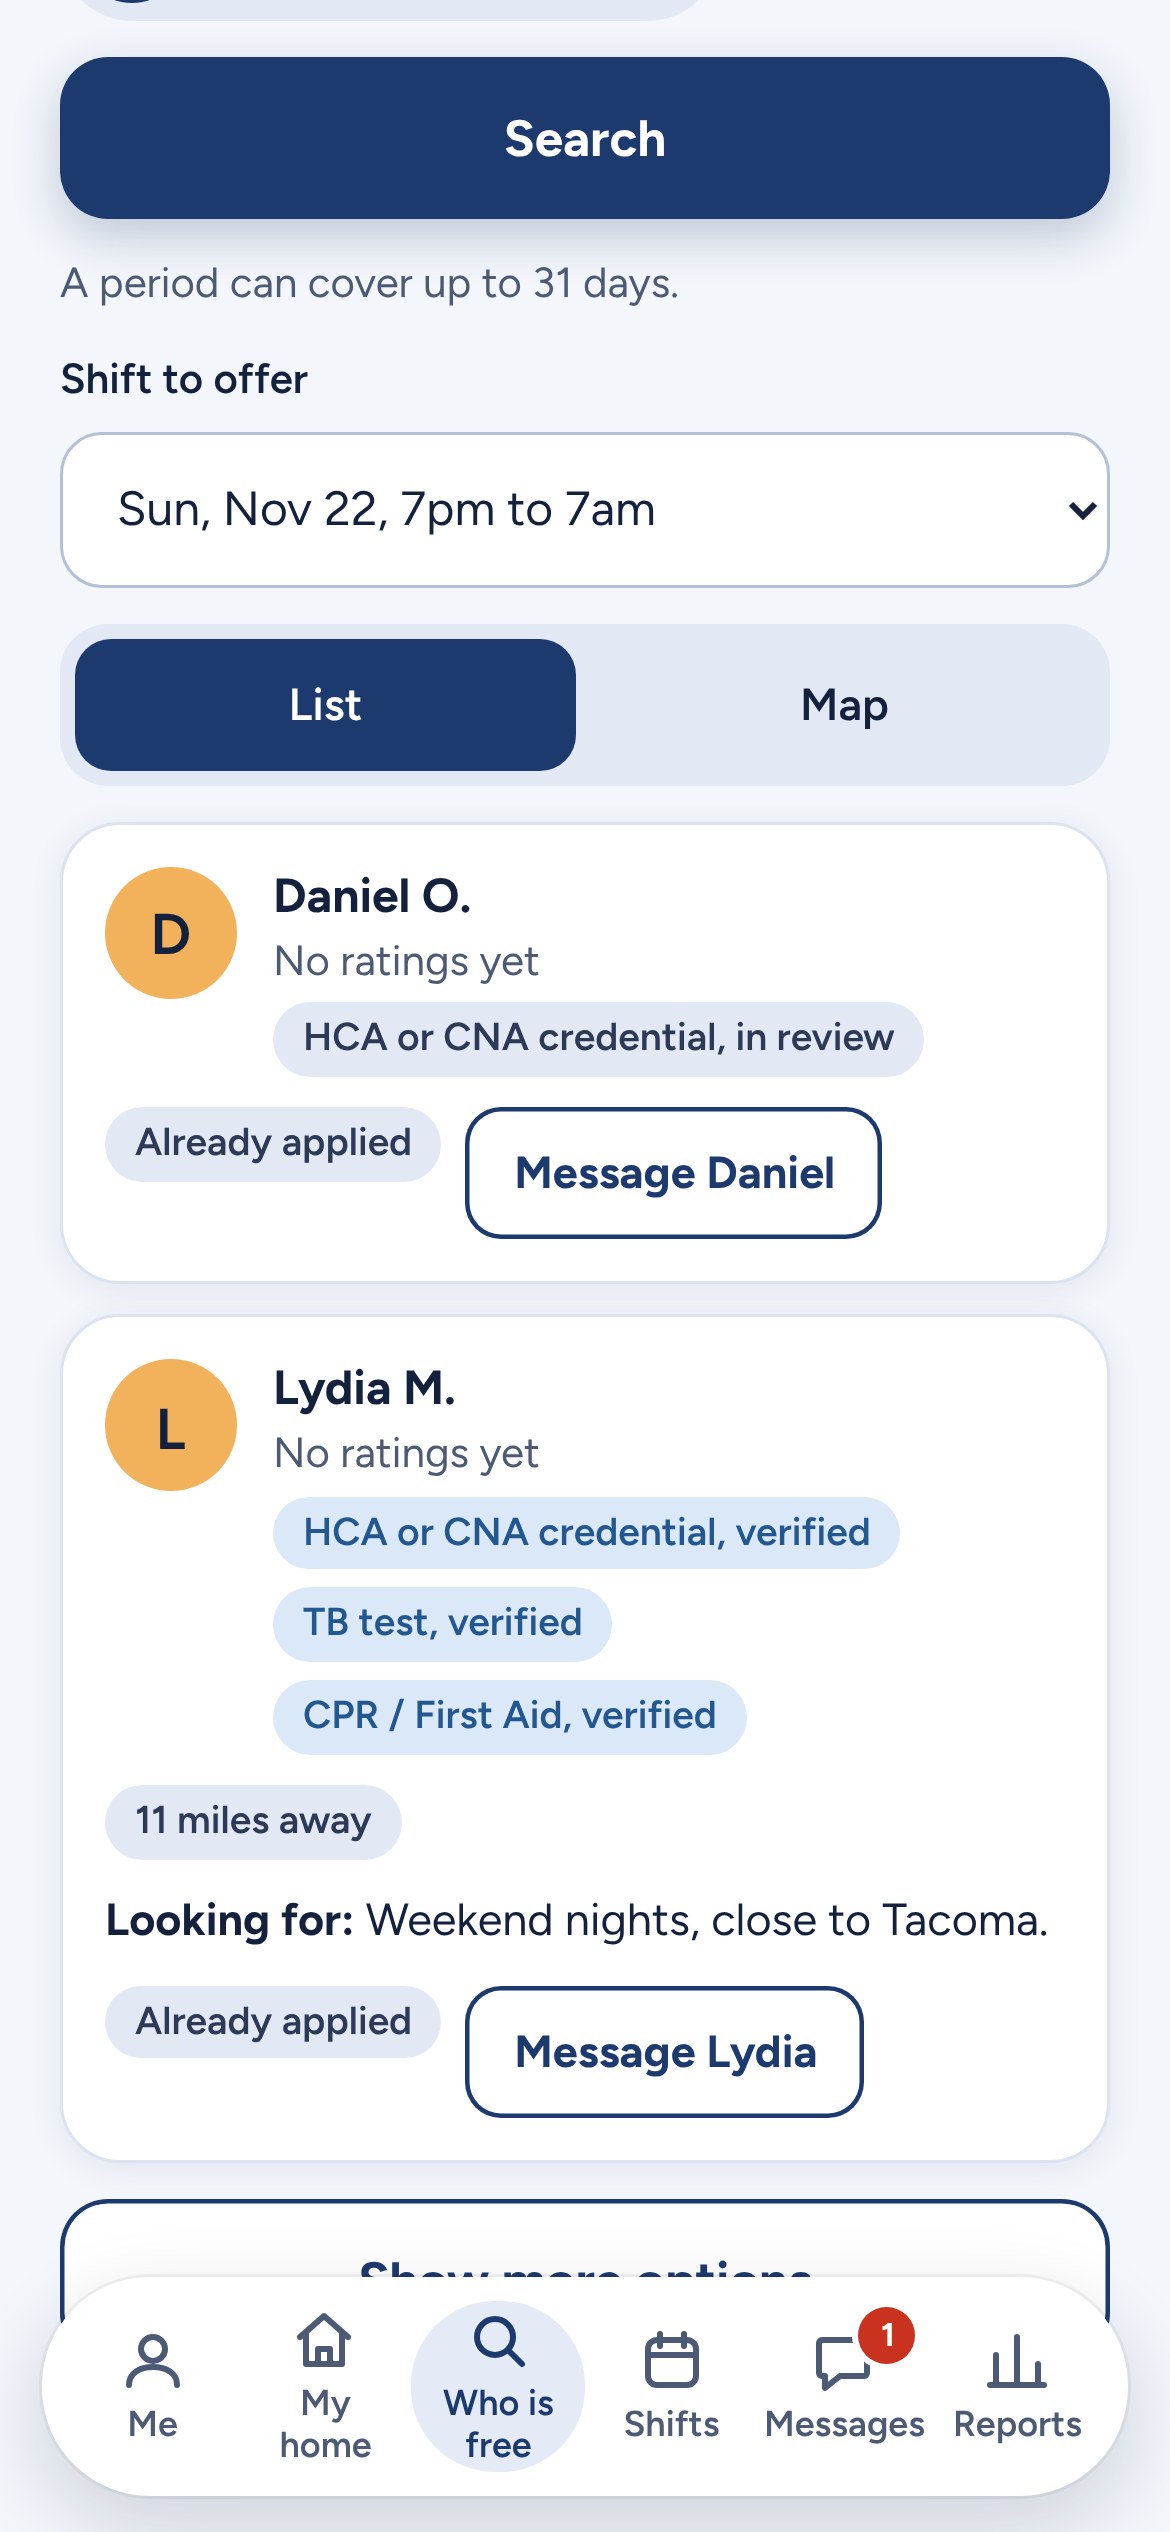 Search
A period can cover up to 31 days.
Shift to offer
Sun, Nov 22, 7pm to 7am
List
Map
D
Daniel O.
No ratings yet
HCA or CNA credential, in review
Already applied
Message Daniel
L
Lydia M.
No ratings yet
HCA or CNA credential, verified
TB test, verified
CPR / First Aid, verified
11 miles away
Looking for: Weekend nights, close to Tacoma.
Already applied
Message Lydia
Show more options
Me
My
home
Who is
free
Shifts
1
Messages
Reports